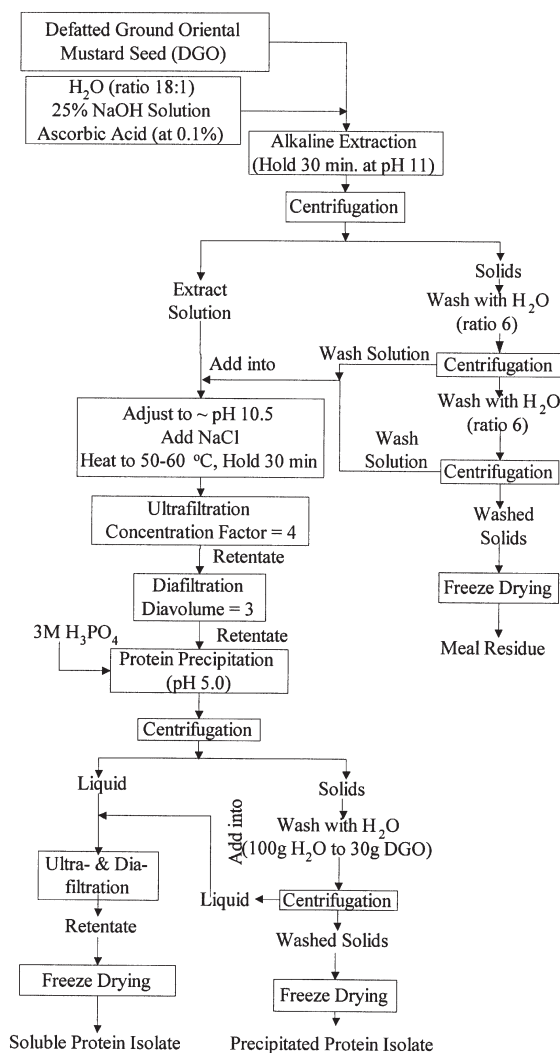 Defatted Ground Oriental
Mustard Seed (DGO)
H₂O (ratio 18:1)
25% NaOH Solution
Ascorbic Acid (at 0.1%)
Alkaline Extraction
(Hold 30 min. at pH 11)
Centrifugation
Extract
Solution
Solids
Wash with H₂O
(ratio 6)
Centrifugation
Wash Solution
Add into
Wash with H₂O
(ratio 6)
Wash
Solution
Centrifugation
Washed
Solids
Freeze Drying
Meal Residue
Adjust to ~ pH 10.5
Add NaCl
Heat to 50-60 °C, Hold 30 min
Ultrafiltration
Concentration Factor = 4
Retentate
Diafiltration
Diavolume = 3
Retentate
3M H₃PO₄
Protein Precipitation
(pH 5.0)
Centrifugation
Liquid
Solids
Wash with H₂O
(100g H₂O to 30g DGO)
Add into
Liquid
Centrifugation
Washed Solids
Freeze Drying
Precipitated Protein Isolate
Ultra- & Dia-
filtration
Retentate
Freeze Drying
Soluble Protein Isolate